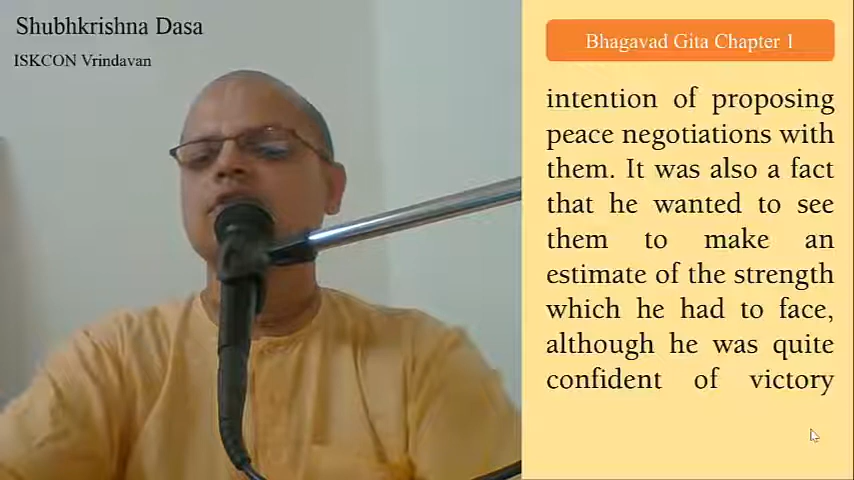 Shubhkrishna Dasa
ISKCON Vrindavan
Bhagavad Gita Chapter 1
intention of proposing
peace negotiations with
them. It was also a fact
that he wanted to see
them to make an
estimate of the strength
which he had to face,
although he was quite
confident of victory